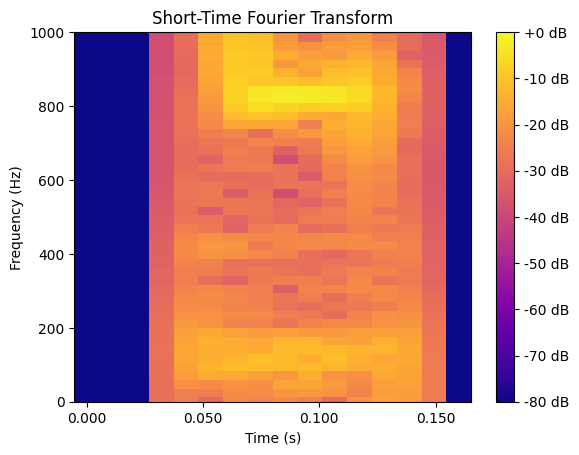 Short-Time Fourier Transform
1000
800
600
400
200
0
Frequency (Hz)
0.000
0.050
0.100
0.150
Time (s)
+0 dB
-10 dB
-20 dB
-30 dB
-40 dB
-50 dB
-60 dB
-70 dB
-80 dB